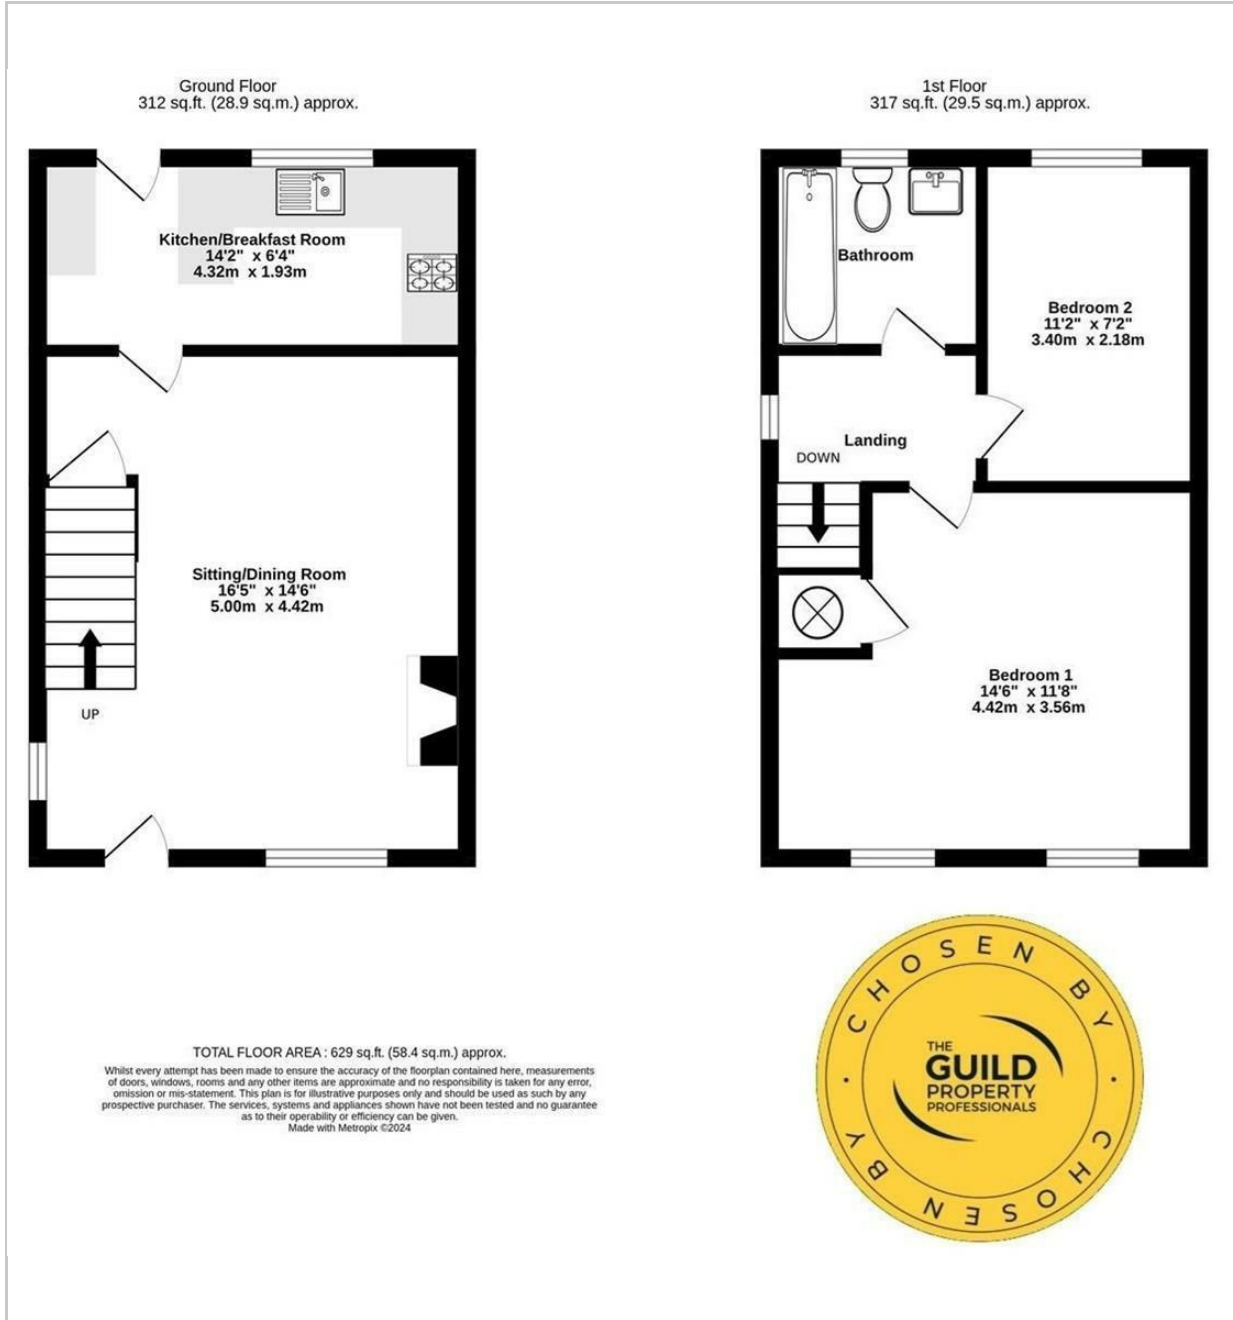 Ground Floor
312 sq.ft. (28.9 sq.m.) approx.
Kitchen/Breakfast Room
14'2" x 6'4"
4.32m x 1.93m
Sitting/Dining Room
16'5" x 14'6"
5.00m x 4.42m
UP
1st Floor
317 sq.ft. (29.5 sq.m.) approx.
Bathroom
Bedroom 2
11'2" x 7'2"
3.40m x 2.18m
Landing
DOWN
Bedroom 1
14'6" x 11'8"
4.42m x 3.56m
TOTAL FLOOR AREA : 629 sq.ft. (58.4 sq.m.) approx.
Whilst every attempt has been made to ensure the accuracy of the floorplan contained here, measurements
of doors, windows, rooms and any other items are approximate and no responsibility is taken for any error,
omission or mis-statement. This plan is for illustrative purposes only and should be used as such by any
prospective purchaser. The services, systems and appliances shown have not been tested and no guarantee
as to their operability or efficiency can be given.
Made with Metropix ©2024
CHOSEN BY
THE
GUILD
PROPERTY
PROFESSIONALS
CHOSEN BY